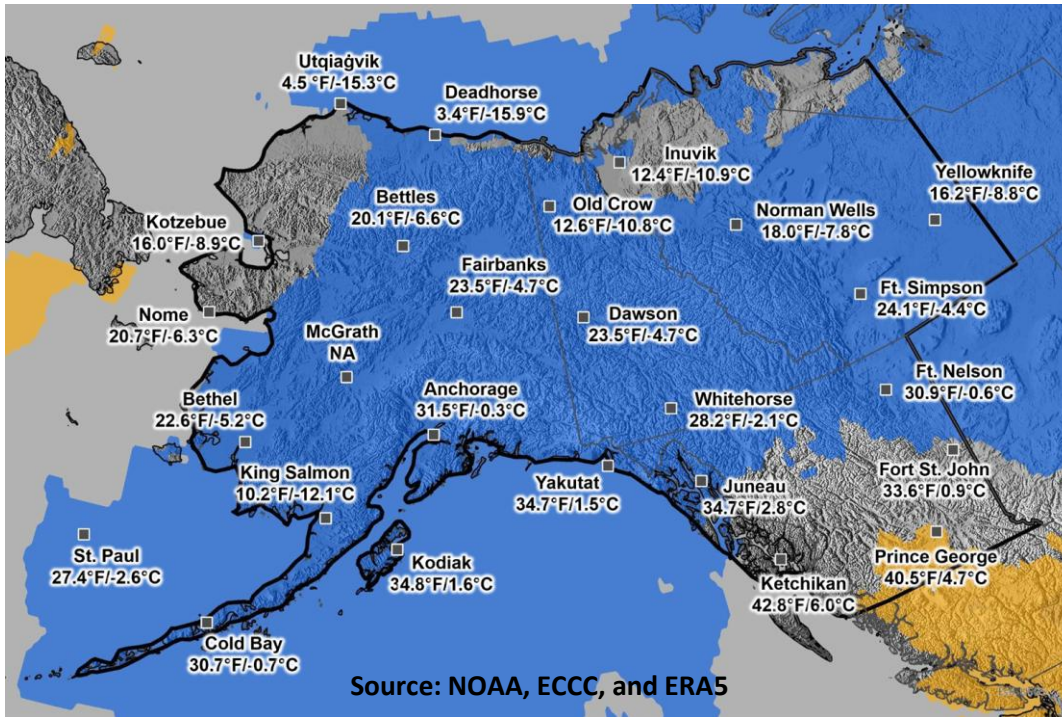 Utqiaġvik
4.5 °F/-15.3°C
Deadhorse
3.4°F/-15.9°C
Inuvik
12.4°F/-10.9°C
Yellowknife
16.2°F/-8.8°C
Bettles
20.1°F/-6.6°C
Old Crow
12.6°F/-10.8°C
Norman Wells
18.0°F/-7.8°C
Kotzebue
16.0°F/-8.9°C
Fairbanks
23.5°F/-4.7°C
Ft. Simpson
24.1°F/-4.4°C
Nome
20.7°F/-6.3°C
Dawson
23.5°F/-4.7°C
McGrath
NA
Ft. Nelson
30.9°F/-0.6°C
Anchorage
31.5°F/-0.3°C
Bethel
22.6°F/-5.2°C
Whitehorse
28.2°F/-2.1°C
King Salmon
10.2°F/-12.1°C
Fort St. John
33.6°F/0.9°C
Yakutat
34.7°F/1.5°C
Juneau
34.7°F/2.8°C
St. Paul
27.4°F/-2.6°C
Kodiak
34.8°F/1.6°C
Prince George
40.5°F/4.7°C
Ketchikan
42.8°F/6.0°C
Cold Bay
30.7°F/-0.7°C
Source: NOAA, ECCC, and ERA5